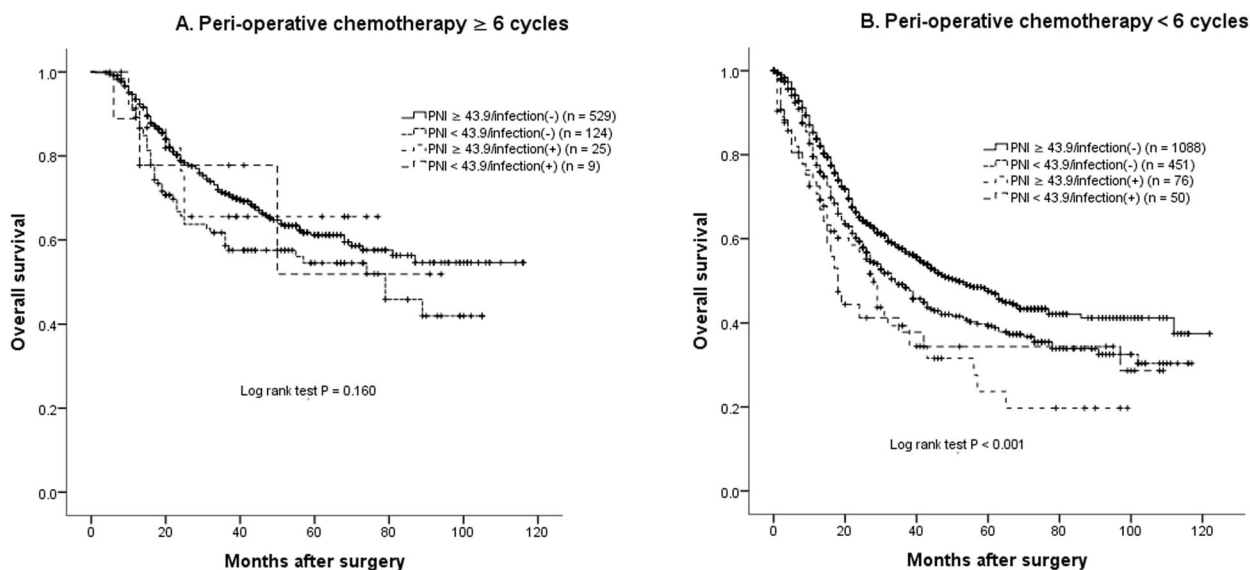 A. Peri-operative chemotherapy ≥ 6 cycles
1.0
0.8
0.6
0.4
0.2
0.0
Overall survival
PNI ≥ 43.9/infection(-) (n = 529)
PNI < 43.9/infection(-) (n = 124)
PNI ≥ 43.9/infection(+) (n = 25)
PNI < 43.9/infection(+) (n = 9)
Log rank test P = 0.160
0 20 40 60 80 100 120
Months after surgery
B. Peri-operative chemotherapy < 6 cycles
1.0
0.8
0.6
0.4
0.2
0.0
Overall survival
PNI ≥ 43.9/infection(-) (n = 1088)
PNI < 43.9/infection(-) (n = 451)
PNI ≥ 43.9/infection(+) (n = 76)
PNI < 43.9/infection(+) (n = 50)
Log rank test P < 0.001
0 20 40 60 80 100 120
Months after surgery